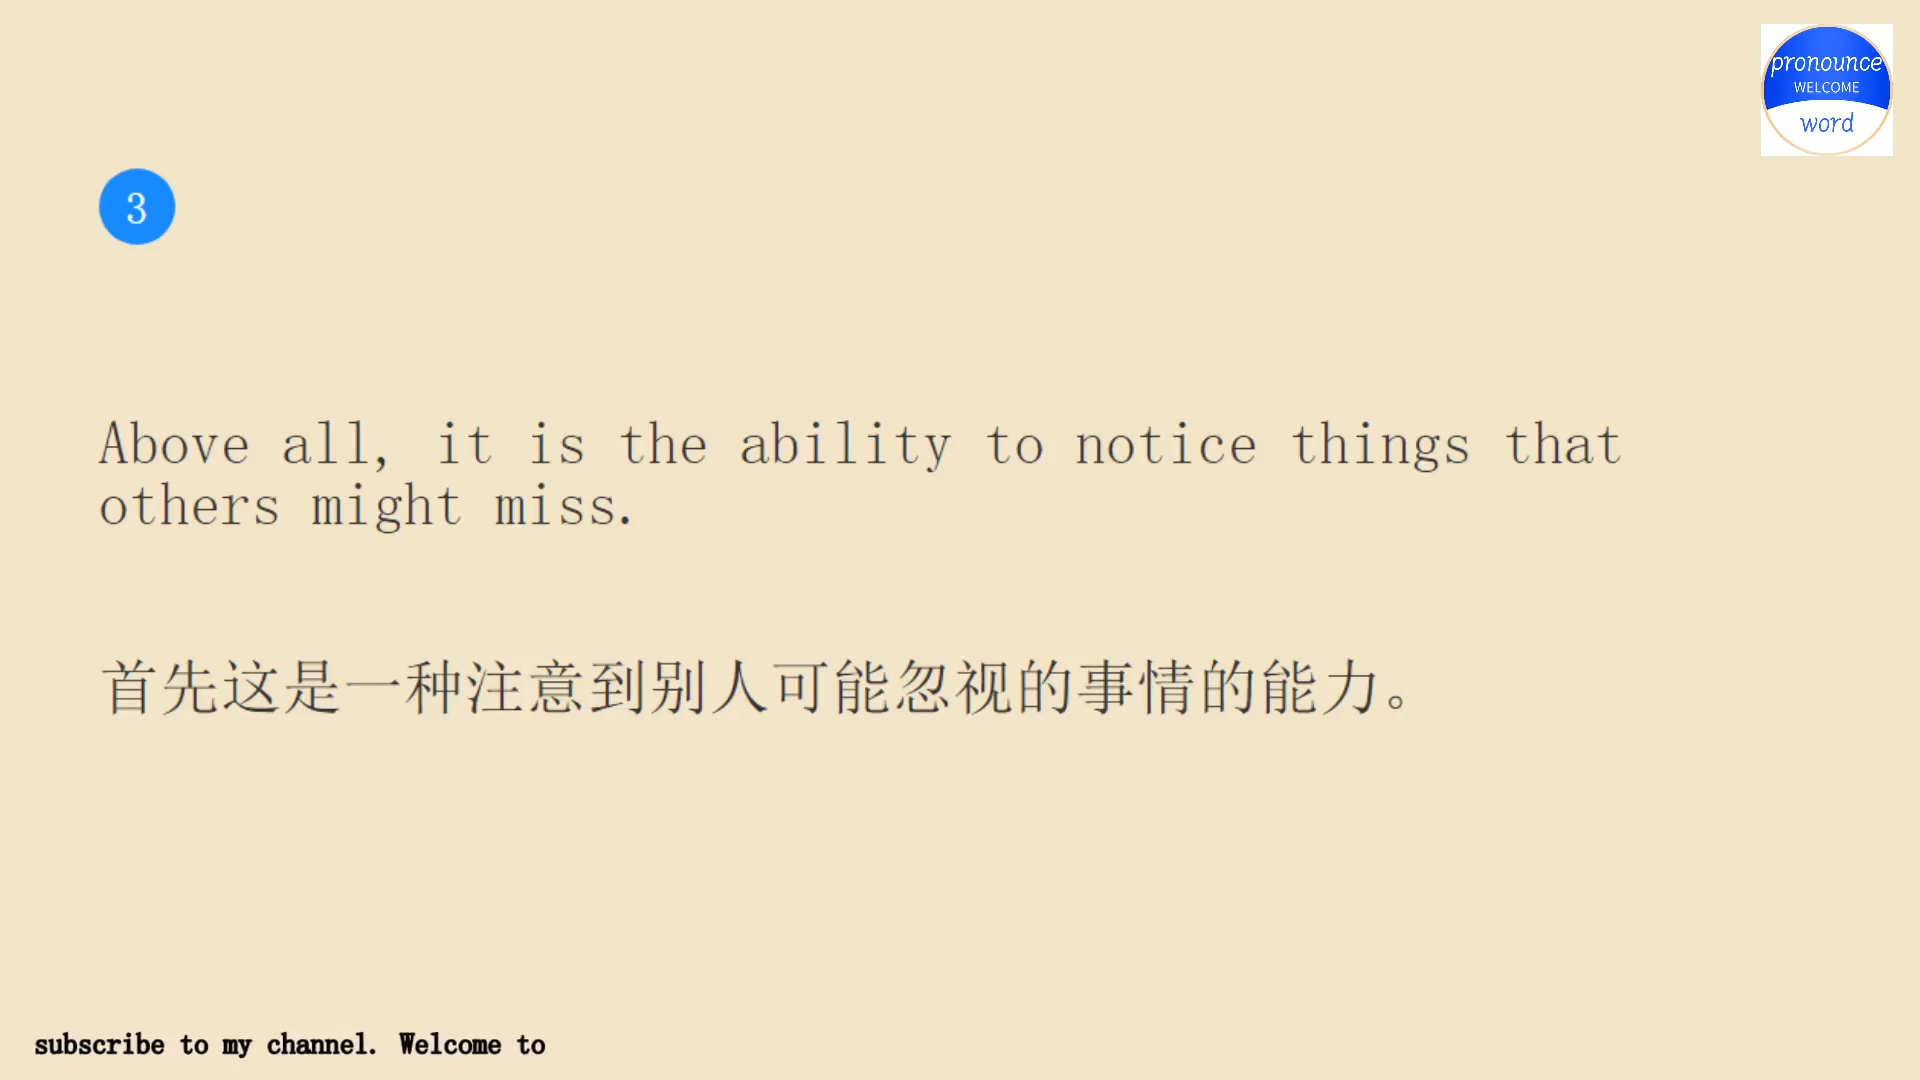 pronounce
WELCOME
word
3
Above all, it is the ability to notice things that
others might miss.
首先这是一种注意到别人可能忽视的事情的能力。
subscribe to my channel. Welcome to